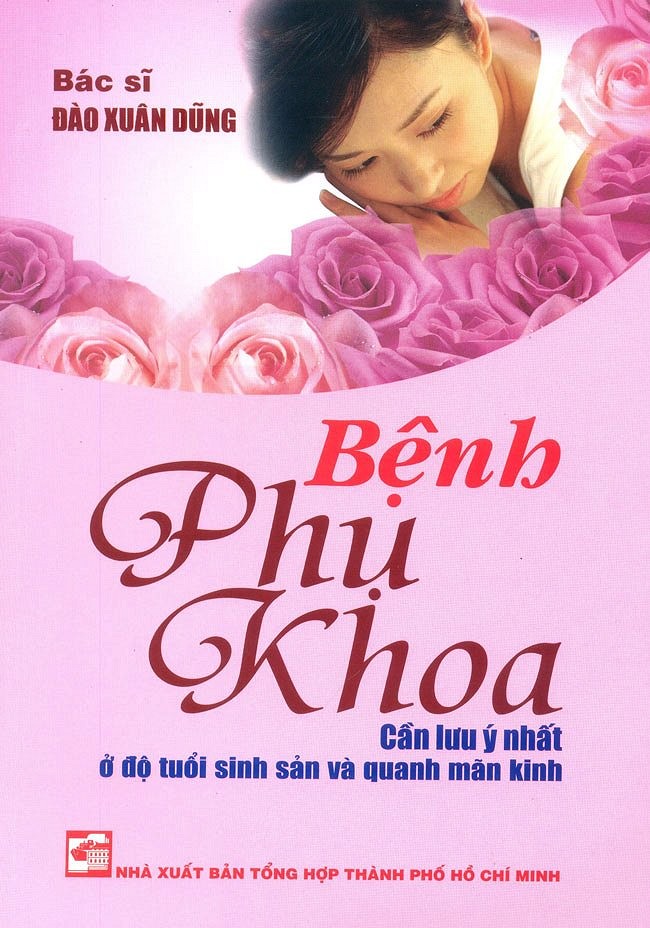 Bác sĩ
ĐÀO XUÂN DŨNG
Bệnh
Phụ
Khoa
Cần lưu ý nhất
ở độ tuổi sinh sản và quanh mãn kinh
NHÀ XUẤT BẢN TỔNG HỢP THÀNH PHỐ HỒ CHÍ MINH